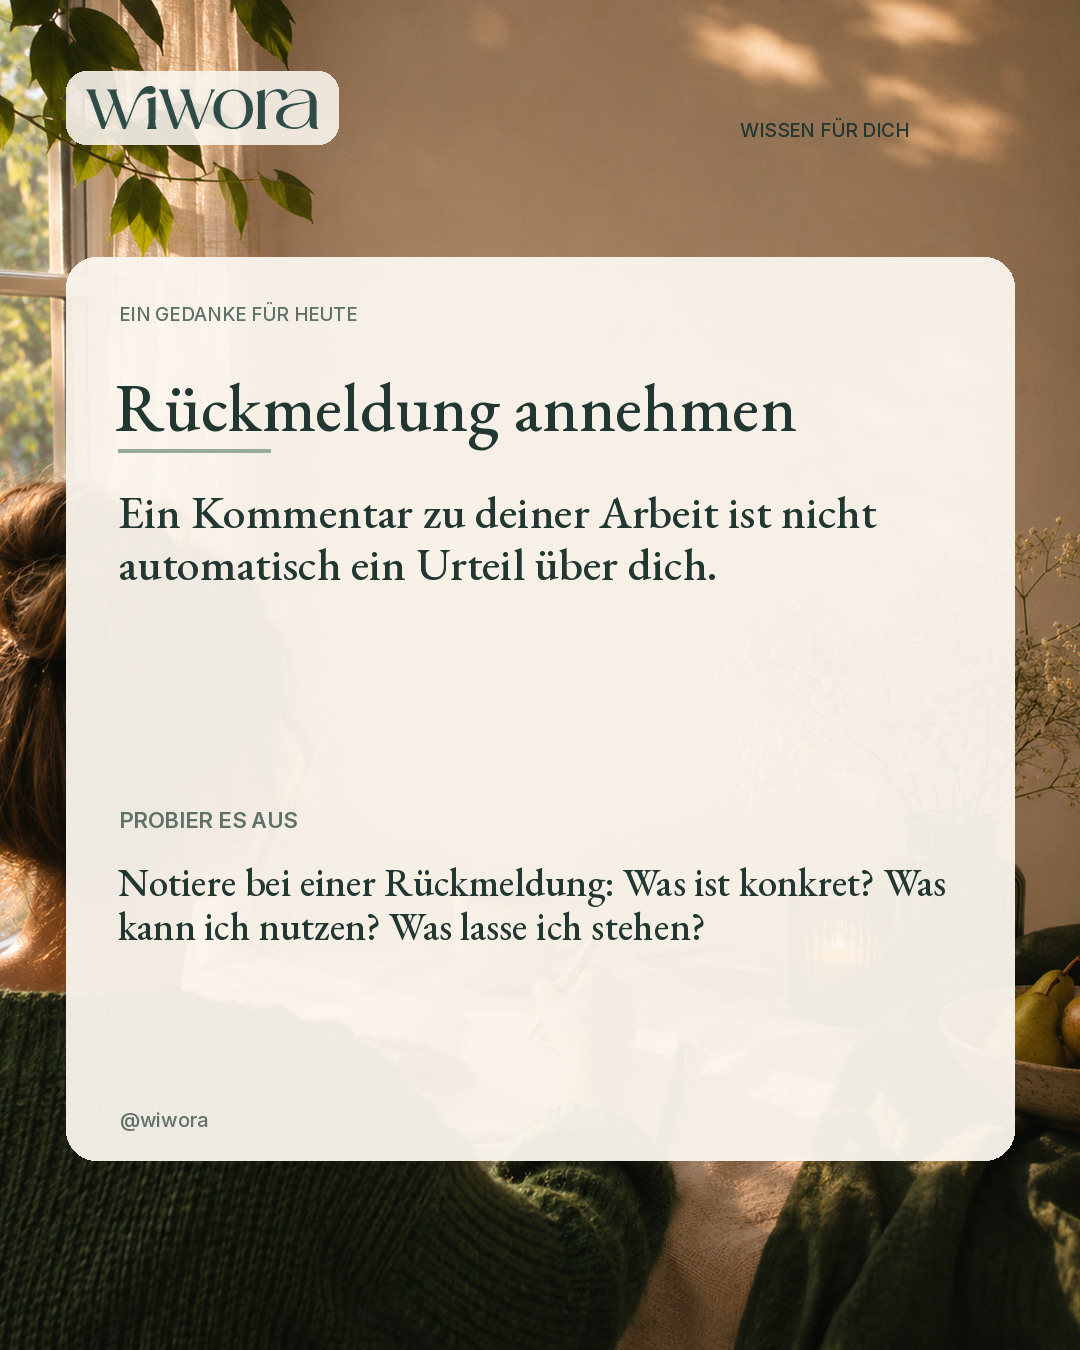 wiwora
WISSEN FÜR DICH
EIN GEDANKE FÜR HEUTE
Rückmeldung annehmen
Ein Kommentar zu deiner Arbeit ist nicht
automatisch ein Urteil über dich.
PROBIER ES AUS
Notiere bei einer Rückmeldung: Was ist konkret? Was
kann ich nutzen? Was lasse ich stehen?
@wiwora